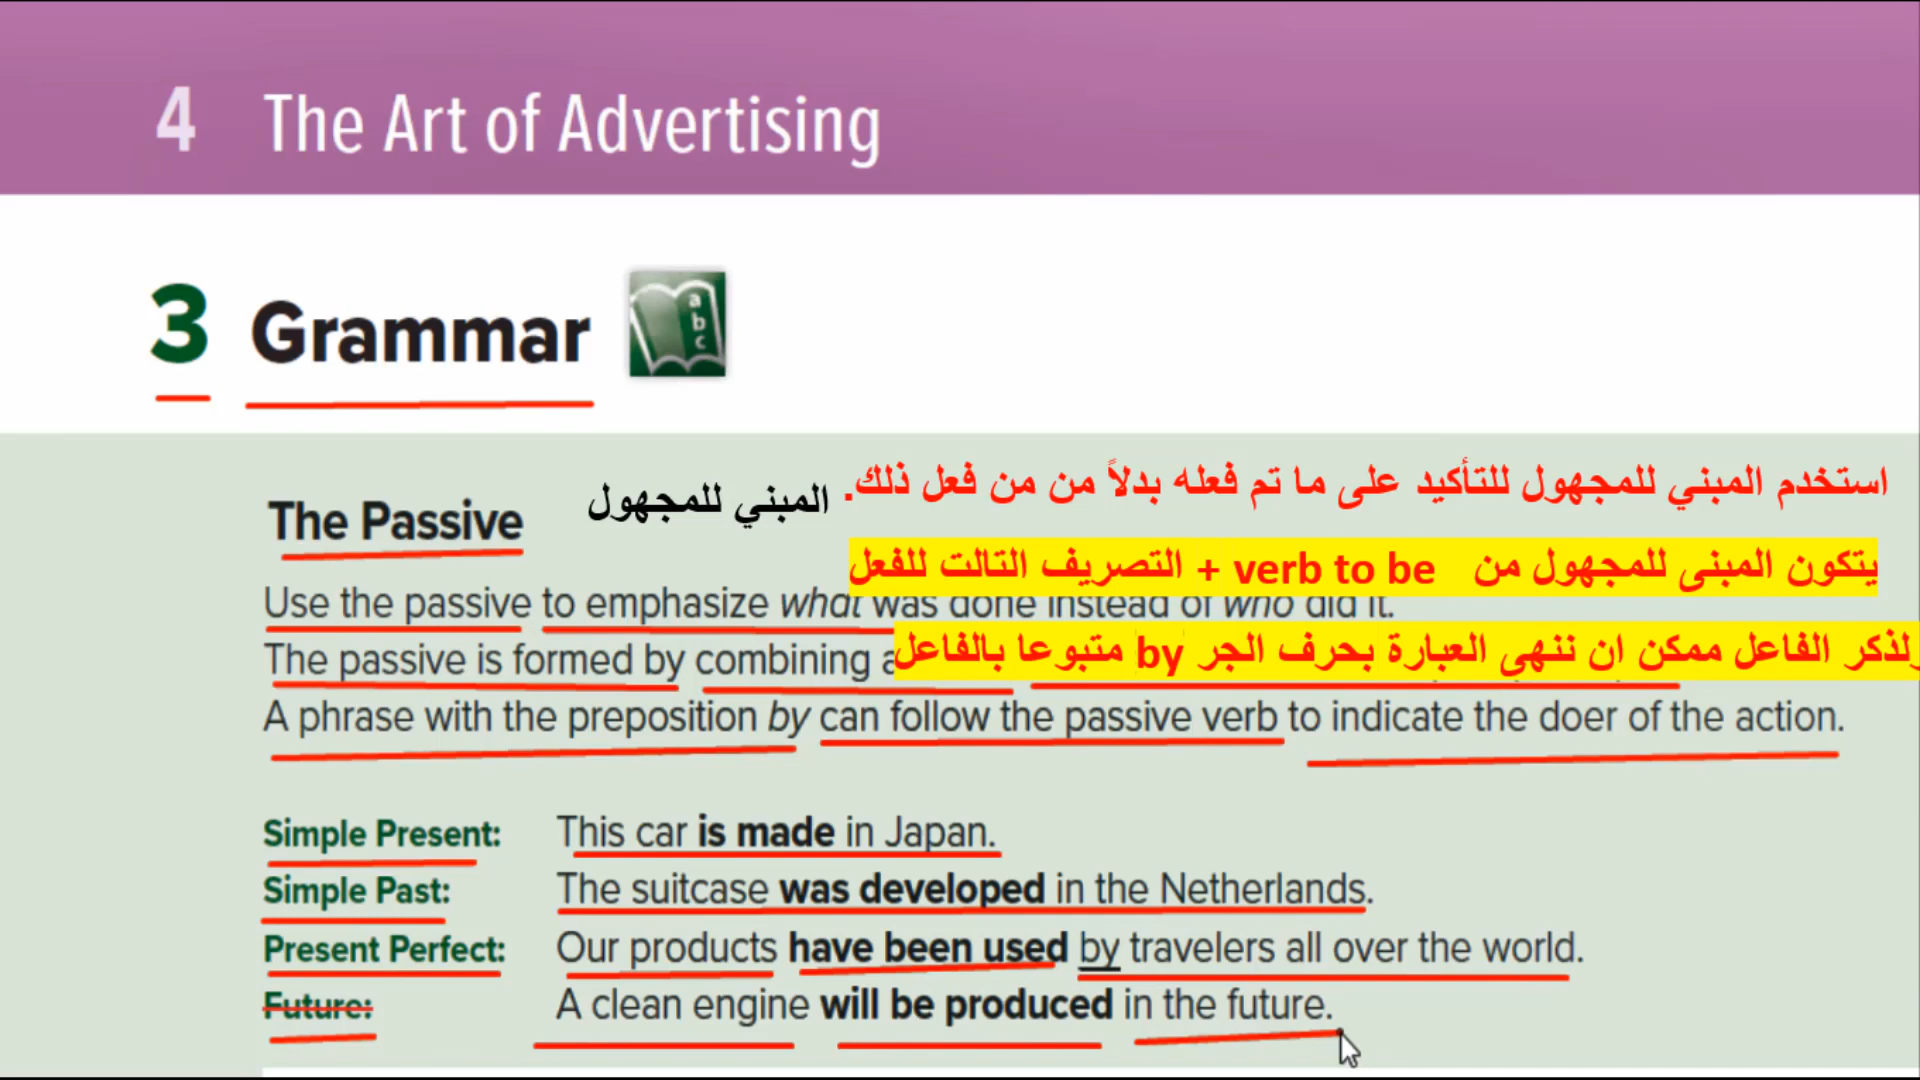 4 The Art of Advertising
3 Grammar
a
b
c
استخدم المبني للمجهول للتأكيد على ما تم فعله بدلاً من من فعل ذلك.
The Passive المبني للمجهول
يتكون المبنى للمجهول من verb to be + التصريف التالت للفعل
Use the passive to emphasize what was done instead of who did it.
لذكر الفاعل ممكن ان ننهى العبارة بحرف الجر by متبوعا بالفاعل
The passive is formed by combining a
A phrase with the preposition by can follow the passive verb to indicate the doer of the action.
Simple Present: This car is made in Japan.
Simple Past: The suitcase was developed in the Netherlands.
Present Perfect: Our products have been used by travelers all over the world.
Future: A clean engine will be produced in the future.